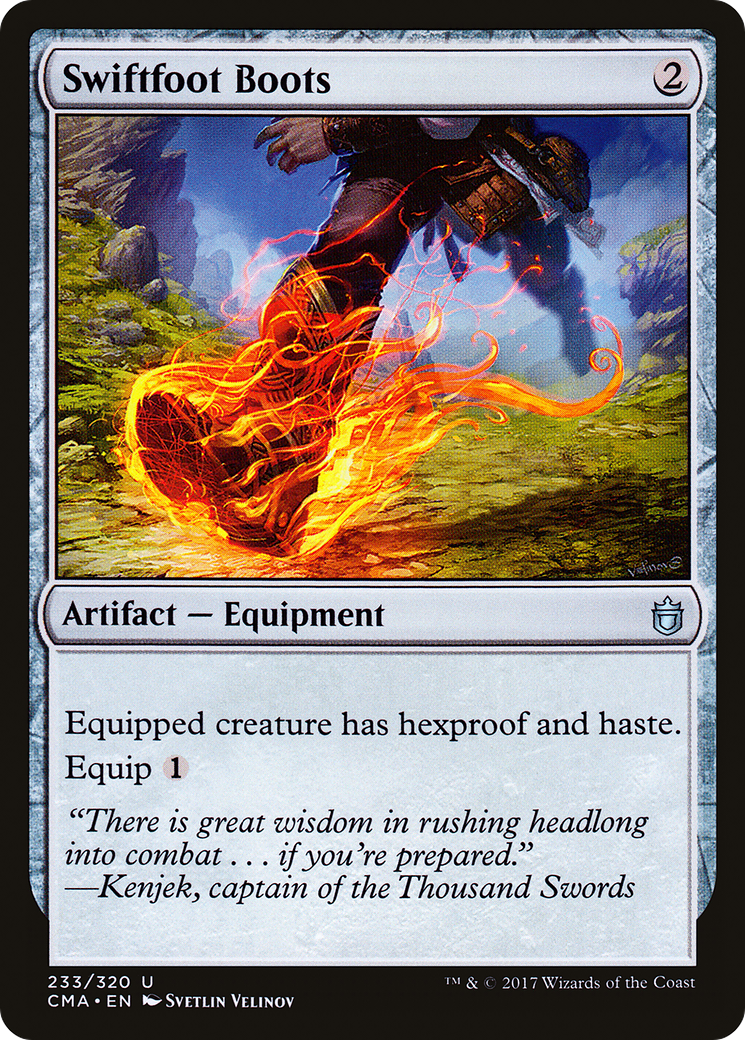 Swiftfoot Boots 2
Velinov
Artifact — Equipment
Equipped creature has hexproof and haste.
Equip 1
“There is great wisdom in rushing headlong
into combat . . . if you’re prepared.”
—Kenjek, captain of the Thousand Swords
233/320 U
™ & © 2017 Wizards of the Coast
CMA • EN Svetlin Velinov